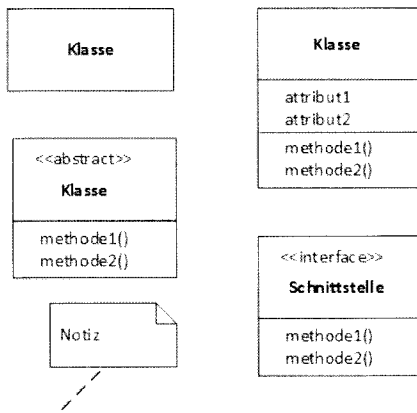 Klasse
Klasse
attribut1
attribut2
methode1()
methode2()
<<abstract>>
Klasse
methode1()
methode2()
<<interface>>
Schnittstelle
methode1()
methode2()
Notiz